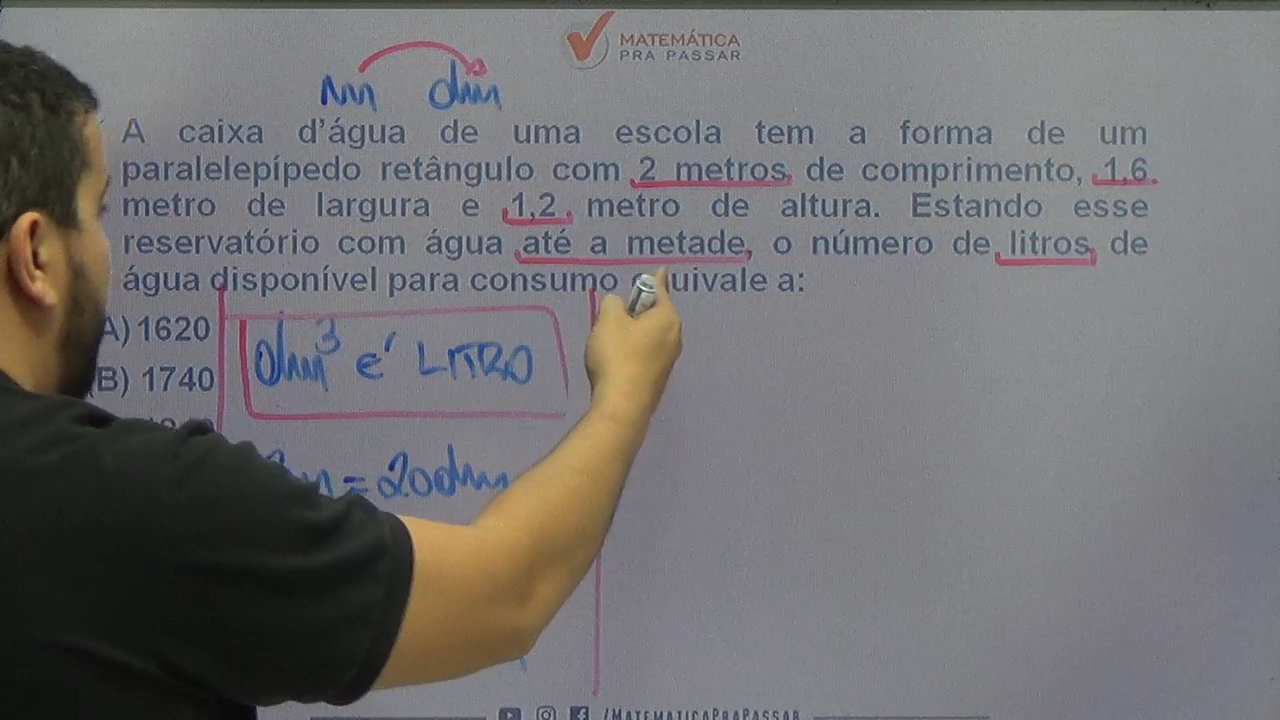 MATEMÁTICA
PRA PASSAR
m dm
A caixa d'água de uma escola tem a forma de um
paralelepípedo retângulo com 2 metros de comprimento, 1,6
metro de largura e 1,2 metro de altura. Estando esse
reservatório com água até a metade, o número de litros de
água disponível para consumo equivale a:
A) 1620
(B) 1740
dm³ é LITRO
2m = 20dm
/MATEMATICAPRAPASSAR